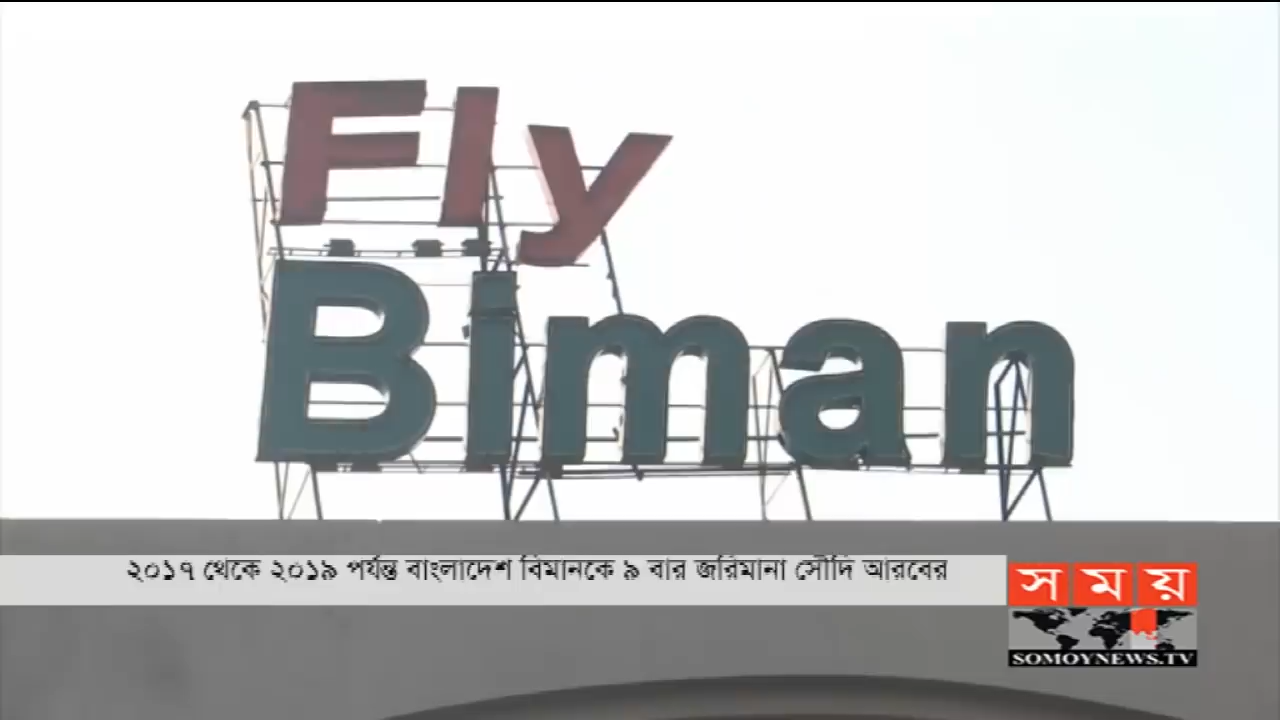 Fly
Biman
২০১৭ থেকে ২০১৯ পর্যন্ত বাংলাদেশ বিমানকে ৯ বার জরিমানা সৌদি আরবের
সময়
SOMOYNEWS.TV